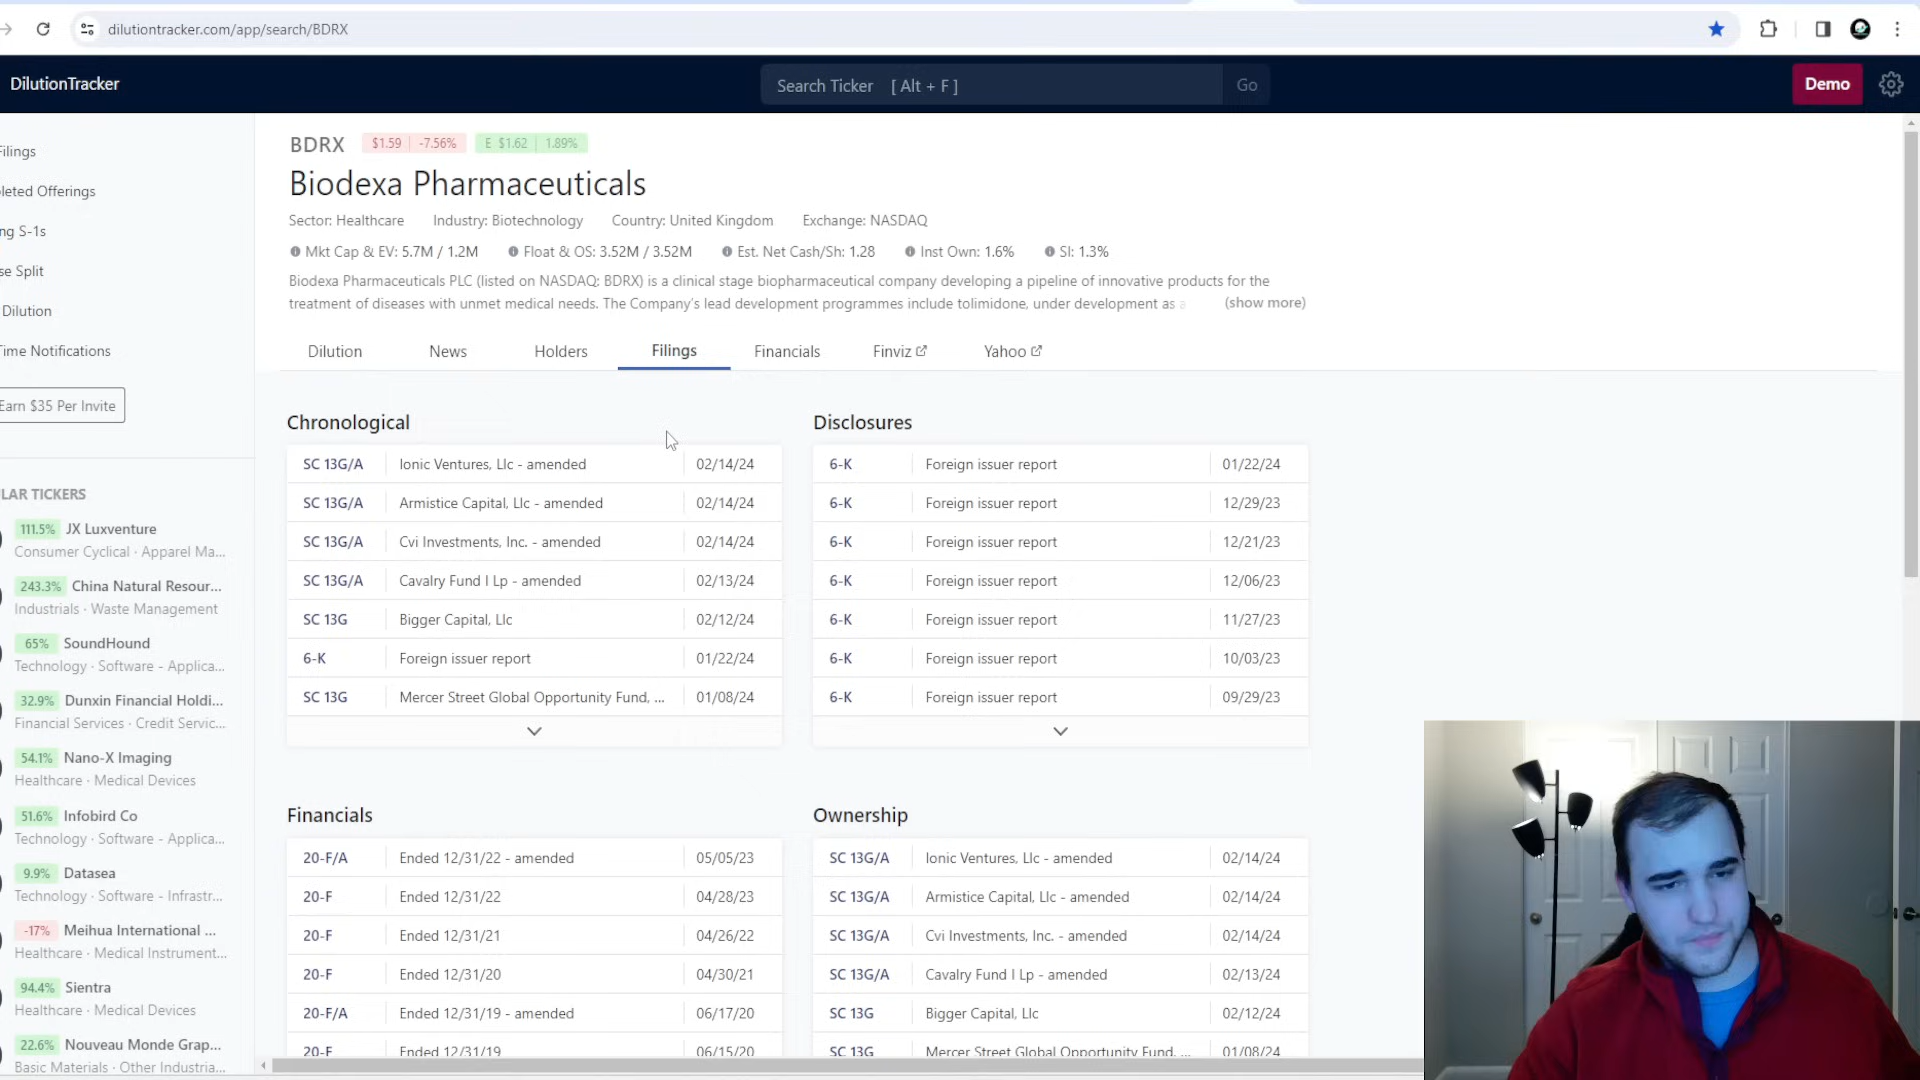 dilutiontracker.com/app/search/BDRX
DilutionTracker
Search Ticker [ Alt + F ]
Go
Demo
Filings
leted Offerings
ng S-1s
se Split
Dilution
Time Notifications
Earn $35 Per Invite
LAR TICKERS
111.5% JX Luxventure
Consumer Cyclical · Apparel Ma...
243.3% China Natural Resour...
Industrials · Waste Management
65% SoundHound
Technology · Software - Applica...
32.9% Dunxin Financial Holdi...
Financial Services · Credit Servic...
54.1% Nano-X Imaging
Healthcare · Medical Devices
51.6% Infobird Co
Technology · Software - Applica...
9.9% Datasea
Technology · Software - Infrastr...
-17% Meihua International ...
Healthcare · Medical Instrument...
94.4% Sientra
Healthcare · Medical Devices
22.6% Nouveau Monde Grap...
Basic Materials · Other Industria...
BDRX $1.59 -7.56% E $1.62 1.89%
Biodexa Pharmaceuticals
Sector: Healthcare Industry: Biotechnology Country: United Kingdom Exchange: NASDAQ
Mkt Cap & EV: 5.7M / 1.2M Float & OS: 3.52M / 3.52M Est. Net Cash/Sh: 1.28 Inst Own: 1.6% SI: 1.3%
Biodexa Pharmaceuticals PLC (listed on NASDAQ: BDRX) is a clinical stage biopharmaceutical company developing a pipeline of innovative products for the
treatment of diseases with unmet medical needs. The Company's lead development programmes include tolimidone, under development as a (show more)
Dilution News Holders Filings Financials Finviz Yahoo
Chronological
SC 13G/A Ionic Ventures, Llc - amended 02/14/24
SC 13G/A Armistice Capital, Llc - amended 02/14/24
SC 13G/A Cvi Investments, Inc. - amended 02/14/24
SC 13G/A Cavalry Fund I Lp - amended 02/13/24
SC 13G Bigger Capital, Llc 02/12/24
6-K Foreign issuer report 01/22/24
SC 13G Mercer Street Global Opportunity Fund, ... 01/08/24
Disclosures
6-K Foreign issuer report 01/22/24
6-K Foreign issuer report 12/29/23
6-K Foreign issuer report 12/21/23
6-K Foreign issuer report 12/06/23
6-K Foreign issuer report 11/27/23
6-K Foreign issuer report 10/03/23
6-K Foreign issuer report 09/29/23
Financials
20-F/A Ended 12/31/22 - amended 05/05/23
20-F Ended 12/31/22 04/28/23
20-F Ended 12/31/21 04/26/22
20-F Ended 12/31/20 04/30/21
20-F/A Ended 12/31/19 - amended 06/17/20
20-F Ended 12/31/19 06/15/20
Ownership
SC 13G/A Ionic Ventures, Llc - amended 02/14/24
SC 13G/A Armistice Capital, Llc - amended 02/14/24
SC 13G/A Cvi Investments, Inc. - amended 02/14/24
SC 13G/A Cavalry Fund I Lp - amended 02/13/24
SC 13G Bigger Capital, Llc 02/12/24
SC 13G Mercer Street Global Opportunity Fund, ... 01/08/24